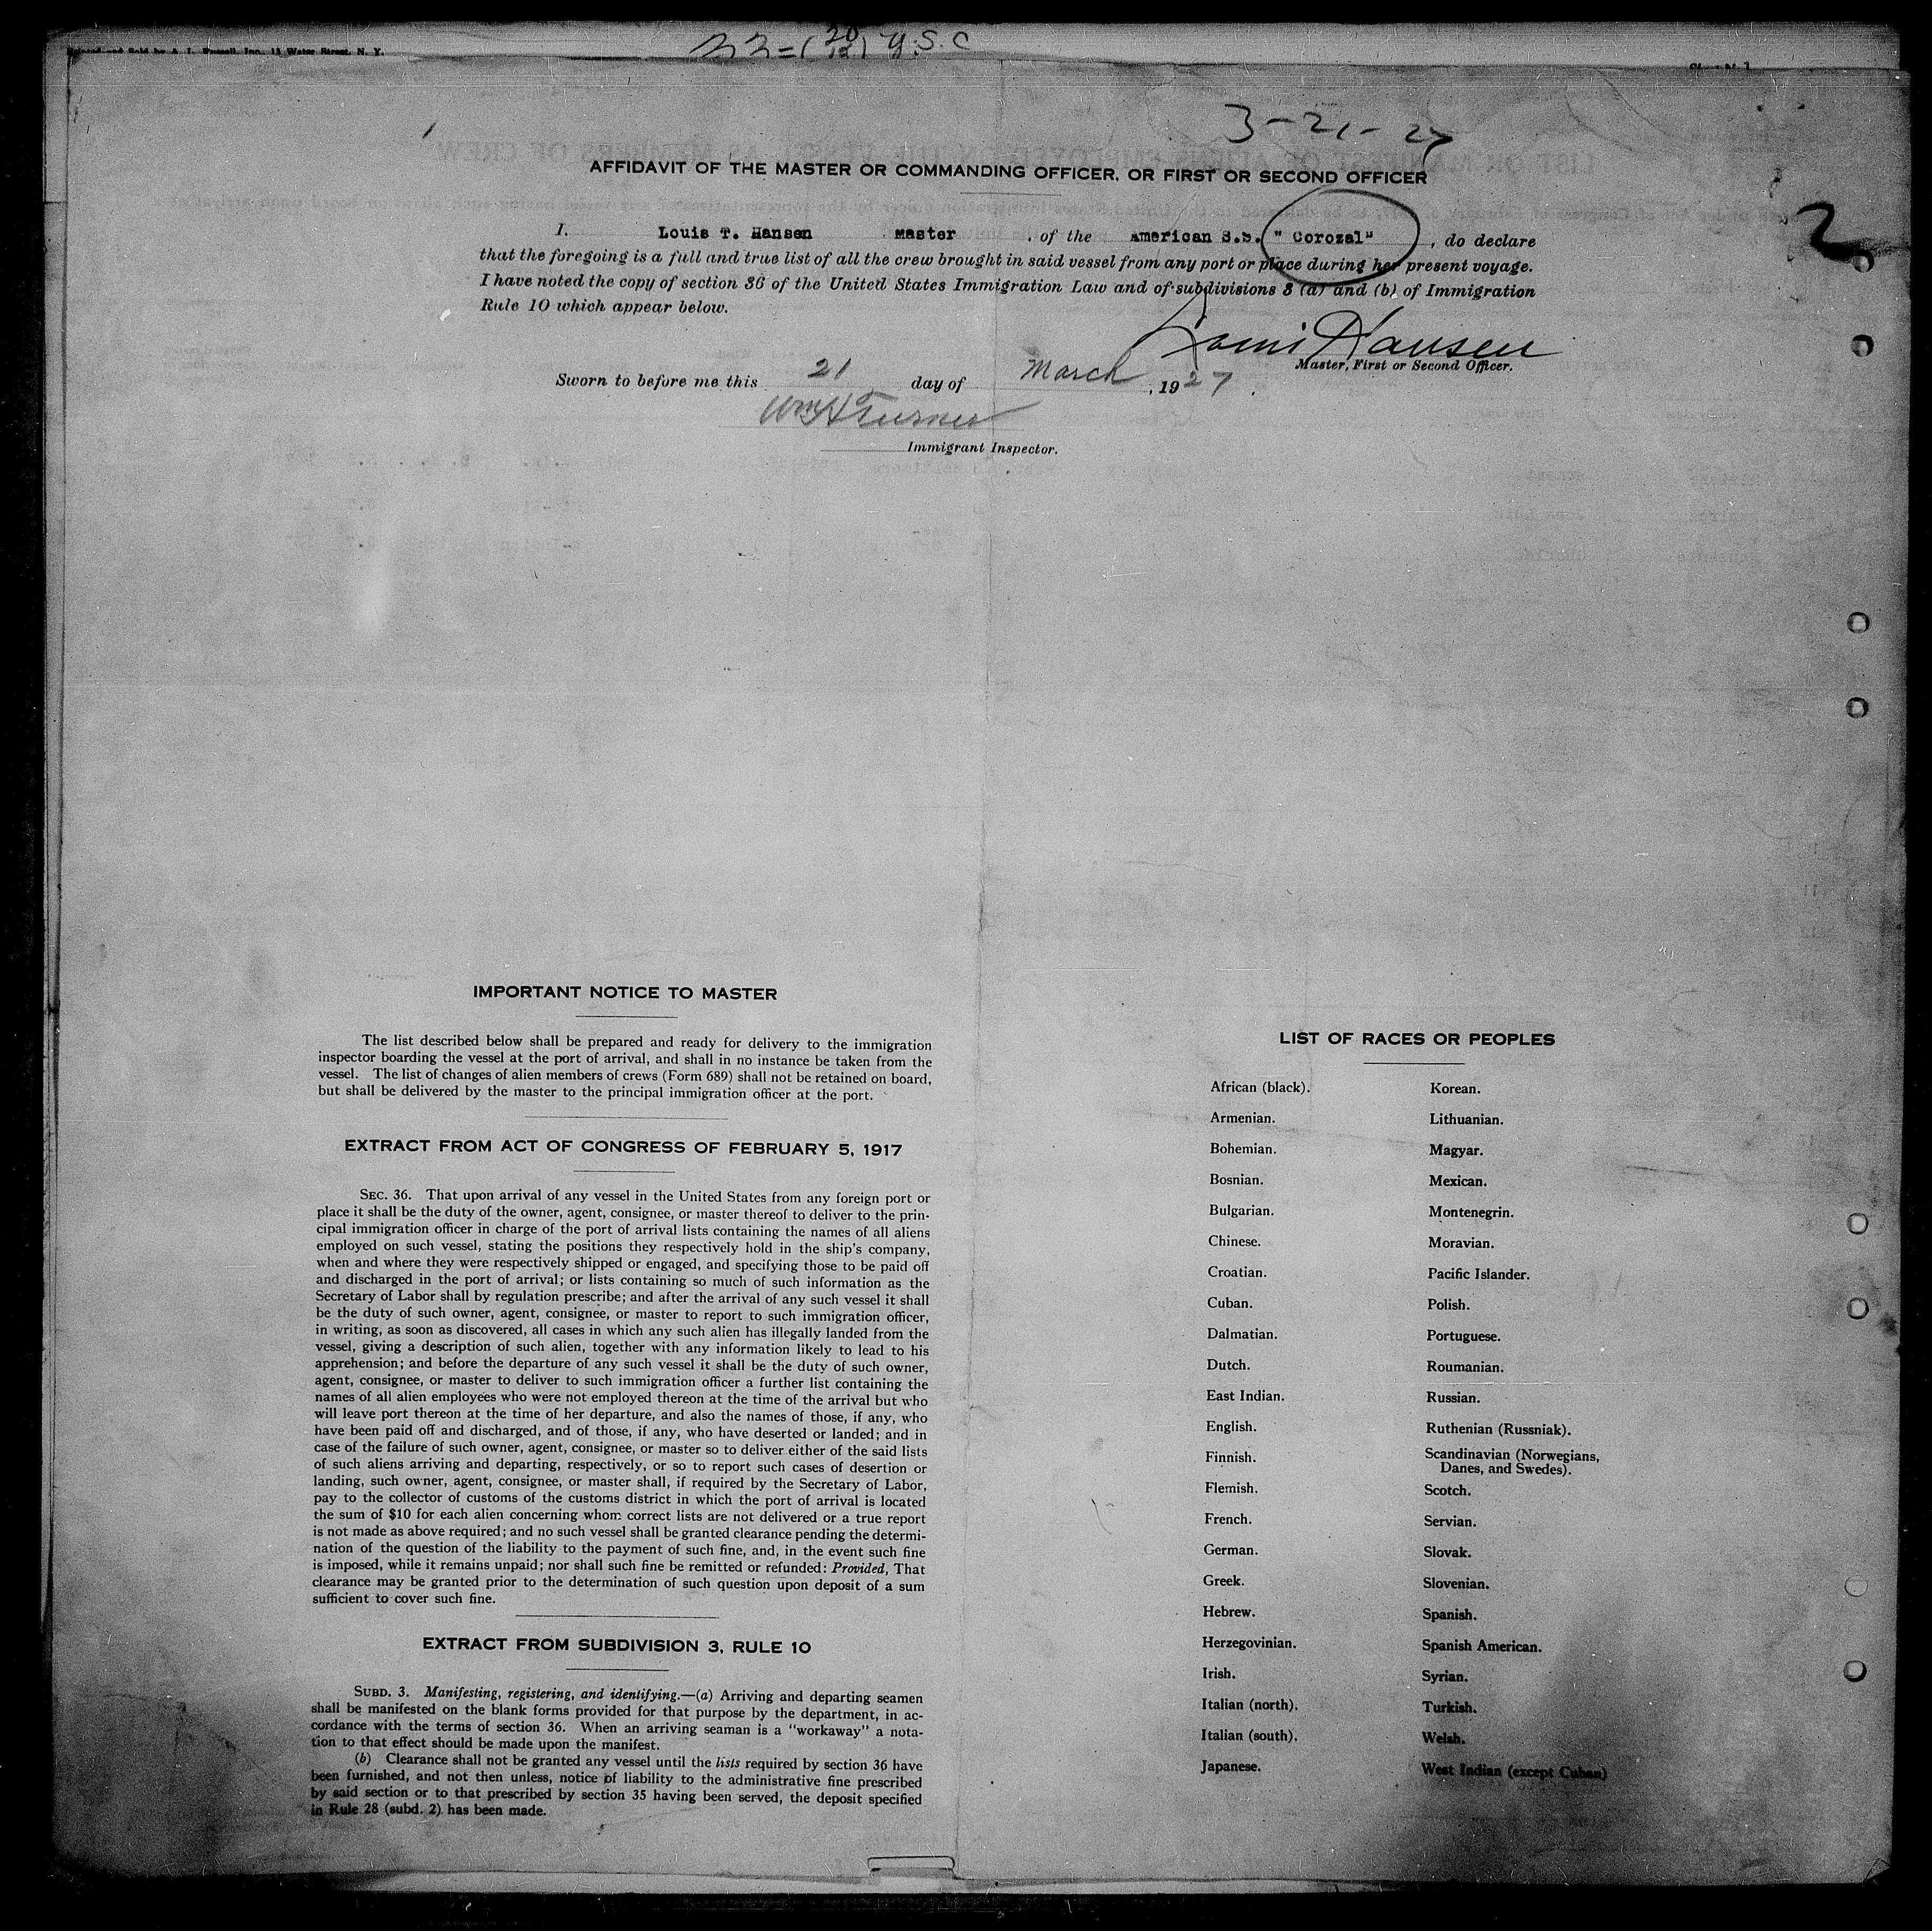 Printed and Sold by A. L. Russell, Inc., 15 Water Street, N. Y.
3-21-27
2
AFFIDAVIT OF THE MASTER OR COMMANDING OFFICER, OR FIRST OR SECOND OFFICER
I, Louis T. Hansen Master, of the American S.S. " Corozal", do declare
that the foregoing is a full and true list of all the crew brought in said vessel from any port or place during her present voyage.
I have noted the copy of section 36 of the United States Immigration Law and of subdivisions 3 (a) and (b) of Immigration
Rule 10 which appear below.
Louis Hansen
Master, First or Second Officer.
Sworn to before me this 21 day of March, 1927.
Wm H Turner
Immigrant Inspector.
IMPORTANT NOTICE TO MASTER
The list described below shall be prepared and ready for delivery to the immigration
inspector boarding the vessel at the port of arrival, and shall in no instance be taken from the
vessel. The list of changes of alien members of crews (Form 689) shall not be retained on board,
but shall be delivered by the master to the principal immigration officer at the port.
EXTRACT FROM ACT OF CONGRESS OF FEBRUARY 5, 1917
SEC. 36. That upon arrival of any vessel in the United States from any foreign port or
place it shall be the duty of the owner, agent, consignee, or master thereof to deliver to the prin-
cipal immigration officer in charge of the port of arrival lists containing the names of all aliens
employed on such vessel, stating the positions they respectively hold in the ship's company,
when and where they were respectively shipped or engaged, and specifying those to be paid off
and discharged in the port of arrival; or lists containing so much of such information as the
Secretary of Labor shall by regulation prescribe; and after the arrival of any such vessel it shall
be the duty of such owner, agent, consignee, or master to report to such immigration officer,
in writing, as soon as discovered, all cases in which any such alien has illegally landed from the
vessel, giving a description of such alien, together with any information likely to lead to his
apprehension; and before the departure of any such vessel it shall be the duty of such owner,
agent, consignee, or master to deliver to such immigration officer a further list containing the
names of all alien employees who were not employed thereon at the time of the arrival but who
will leave port thereon at the time of her departure, and also the names of those, if any, who
have been paid off and discharged, and of those, if any, who have deserted or landed; and in
case of the failure of such owner, agent, consignee, or master so to deliver either of the said lists
of such aliens arriving and departing, respectively, or so to report such cases of desertion or
landing, such owner, agent, consignee, or master shall, if required by the Secretary of Labor,
pay to the collector of customs of the customs district in which the port of arrival is located
the sum of $10 for each alien concerning whom correct lists are not delivered or a true report
is not made as above required; and no such vessel shall be granted clearance pending the determi-
nation of the question of the liability to the payment of such fine, and, in the event such fine
is imposed, while it remains unpaid; nor shall such fine be remitted or refunded: Provided, That
clearance may be granted prior to the determination of such question upon deposit of a sum
sufficient to cover such fine.
EXTRACT FROM SUBDIVISION 3, RULE 10
SUBD. 3. Manifesting, registering, and identifying.—(a) Arriving and departing seamen
shall be manifested on the blank forms provided for that purpose by the department, in ac-
cordance with the terms of section 36. When an arriving seaman is a "workaway" a nota-
tion to that effect should be made upon the manifest.
(b) Clearance shall not be granted any vessel until the lists required by section 36 have
been furnished, and not then unless, notice of liability to the administrative fine prescribed
by said section or to that prescribed by section 35 having been served, the deposit specified
in Rule 28 (subd. 2) has been made.
LIST OF RACES OR PEOPLES
African (black).
Armenian.
Bohemian.
Bosnian.
Bulgarian.
Chinese.
Croatian.
Cuban.
Dalmatian.
Dutch.
East Indian.
English.
Finnish.
Flemish.
French.
German.
Greek.
Hebrew.
Herzegovinian.
Irish.
Italian (north).
Italian (south).
Japanese.
Korean.
Lithuanian.
Magyar.
Mexican.
Montenegrin.
Moravian.
Pacific Islander.
Polish.
Portuguese.
Roumanian.
Russian.
Ruthenian (Russniak).
Scandinavian (Norwegians,
Danes, and Swedes).
Scotch.
Servian.
Slovak.
Slovenian.
Spanish.
Spanish American.
Syrian.
Turkish.
Welsh.
West Indian (except Cuban)